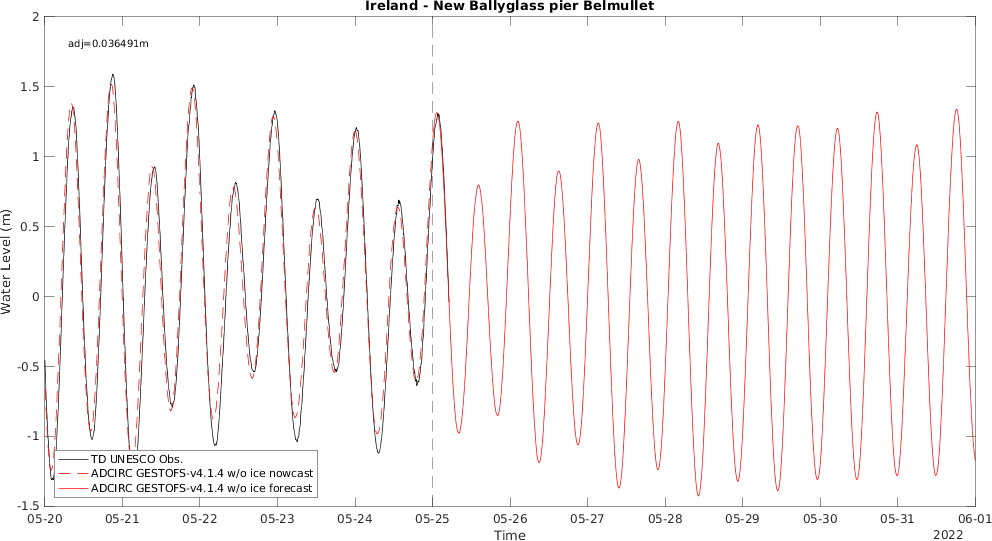 Ireland - New Ballyglass pier Belmullet
adj=0.036491m
Water Level (m)
2
1.5
1
0.5
0
-0.5
-1
-1.5
TD UNESCO Obs.
ADCIRC GESTOFS-v4.1.4 w/o ice nowcast
ADCIRC GESTOFS-v4.1.4 w/o ice forecast
05-20 05-21 05-22 05-23 05-24 05-25 05-26 05-27 05-28 05-29 05-30 05-31 06-01
Time
2022